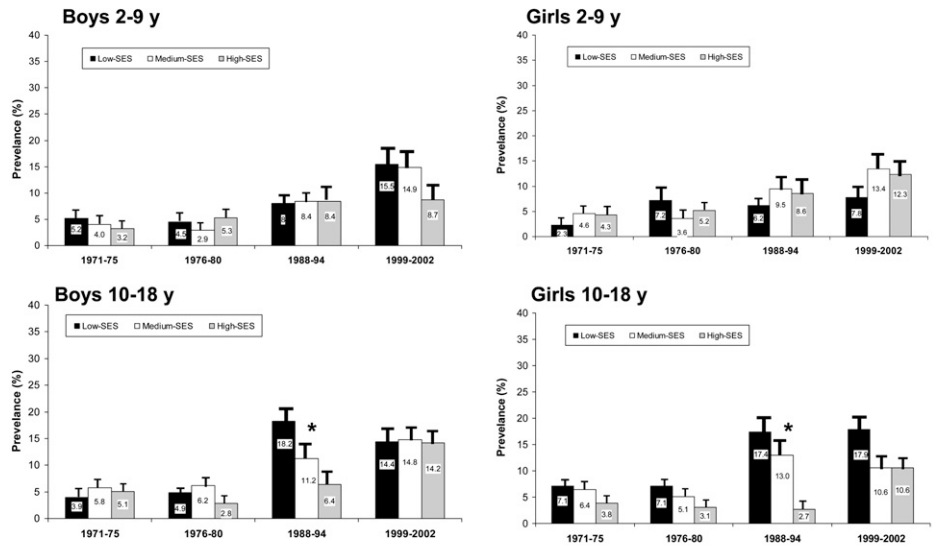 Boys 2-9 y
Prevelance (%)
40
35
30
25
20
15
10
5
0
Low-SES Medium-SES High-SES
5.2 4.0 3.2
4.5 2.9 5.3
8 8.4 8.4
15.5 14.9 8.7
1971-75 1976-80 1988-94 1999-2002
Girls 2-9 y
Prevelance (%)
40
35
30
25
20
15
10
5
0
Low-SES Medium-SES High-SES
2.3 4.6 4.3
7.2 3.6 5.2
6.2 9.5 8.6
7.8 13.4 12.3
1971-75 1976-80 1988-94 1999-2002
Boys 10-18 y
Prevelance (%)
40
35
30
25
20
15
10
5
0
Low-SES Medium-SES High-SES
3.9 5.8 5.1
4.9 6.2 2.8
*
18.2 11.2 6.4
14.4 14.8 14.2
1971-75 1976-80 1988-94 1999-2002
Girls 10-18 y
Prevelance (%)
40
35
30
25
20
15
10
5
0
Low-SES Medium-SES High-SES
7.1 6.4 3.8
7.1 5.1 3.1
*
17.4 13.0 2.7
17.9 10.6 10.6
1971-75 1976-80 1988-94 1999-2002